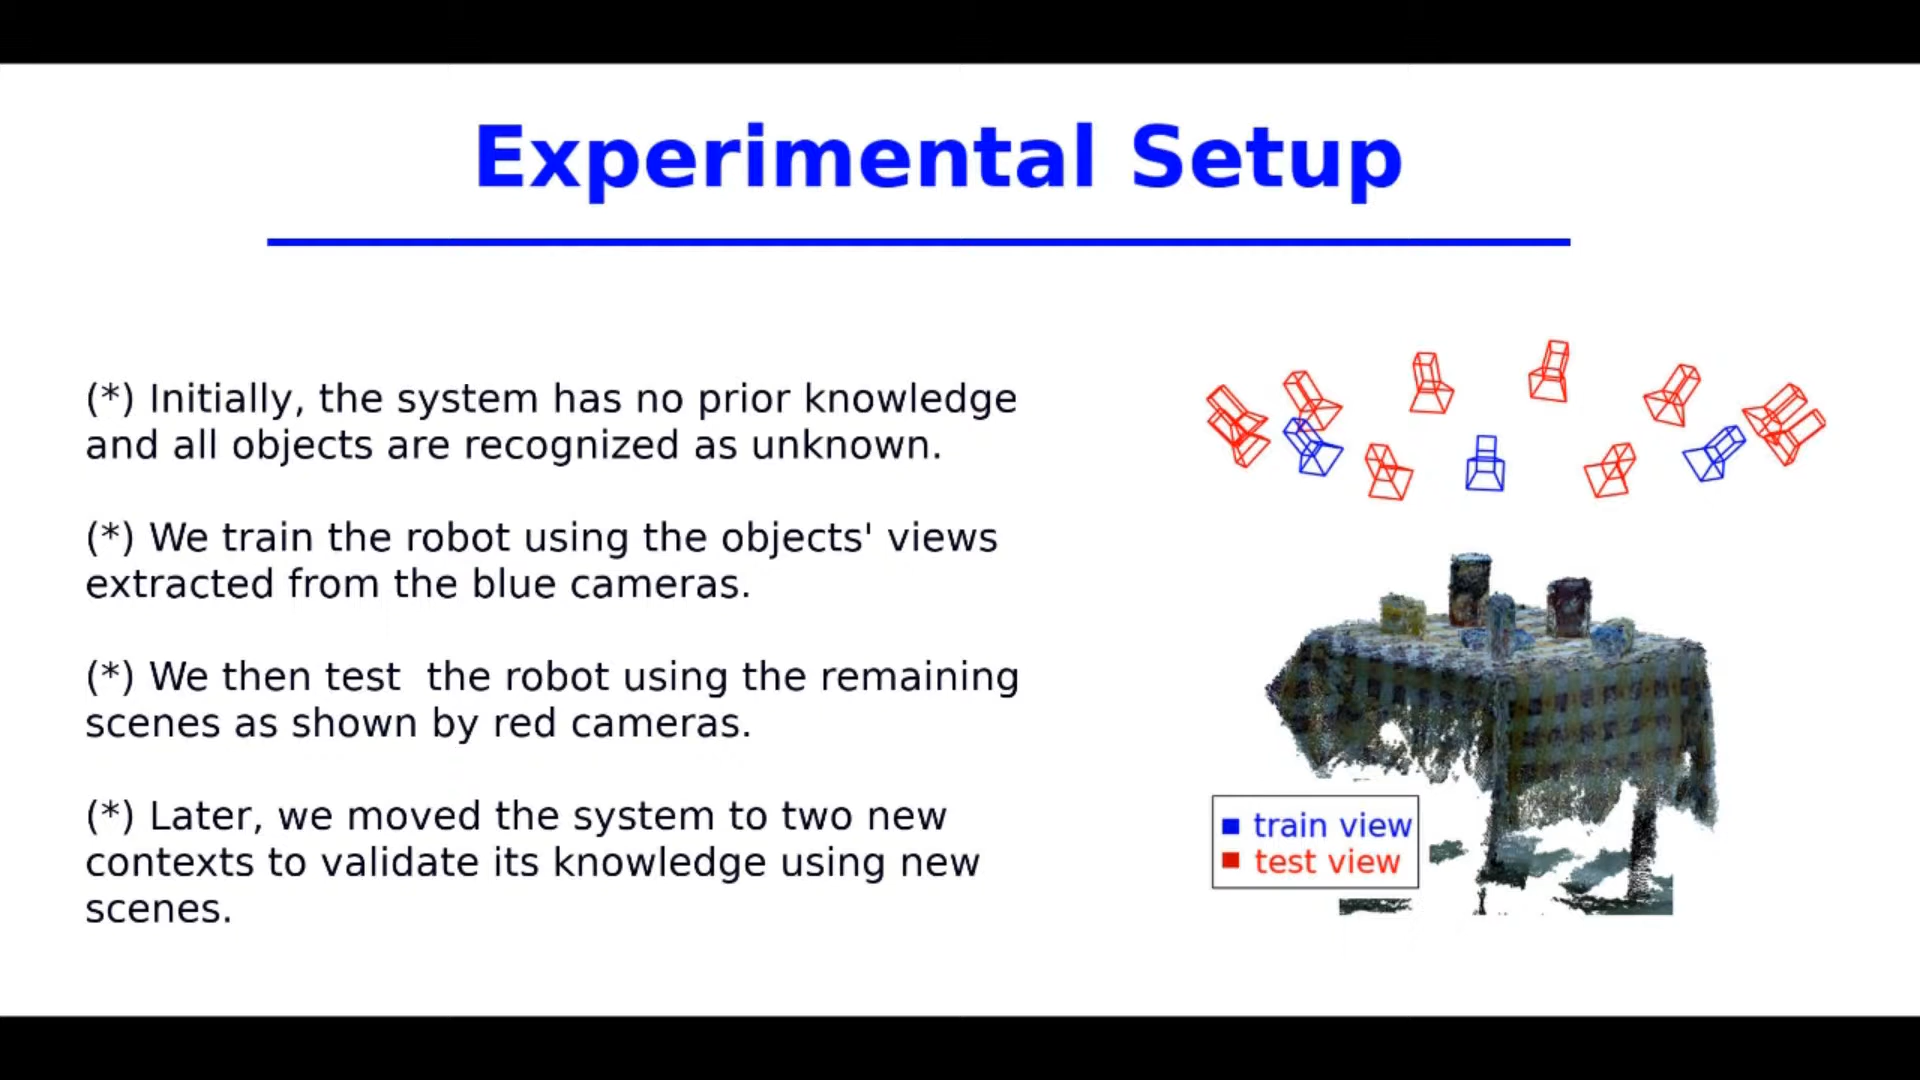 Experimental Setup
(*) Initially, the system has no prior knowledge
and all objects are recognized as unknown.
(*) We train the robot using the objects' views
extracted from the blue cameras.
(*) We then test  the robot using the remaining
scenes as shown by red cameras.
(*) Later, we moved the system to two new
contexts to validate its knowledge using new
scenes.
train view
test view